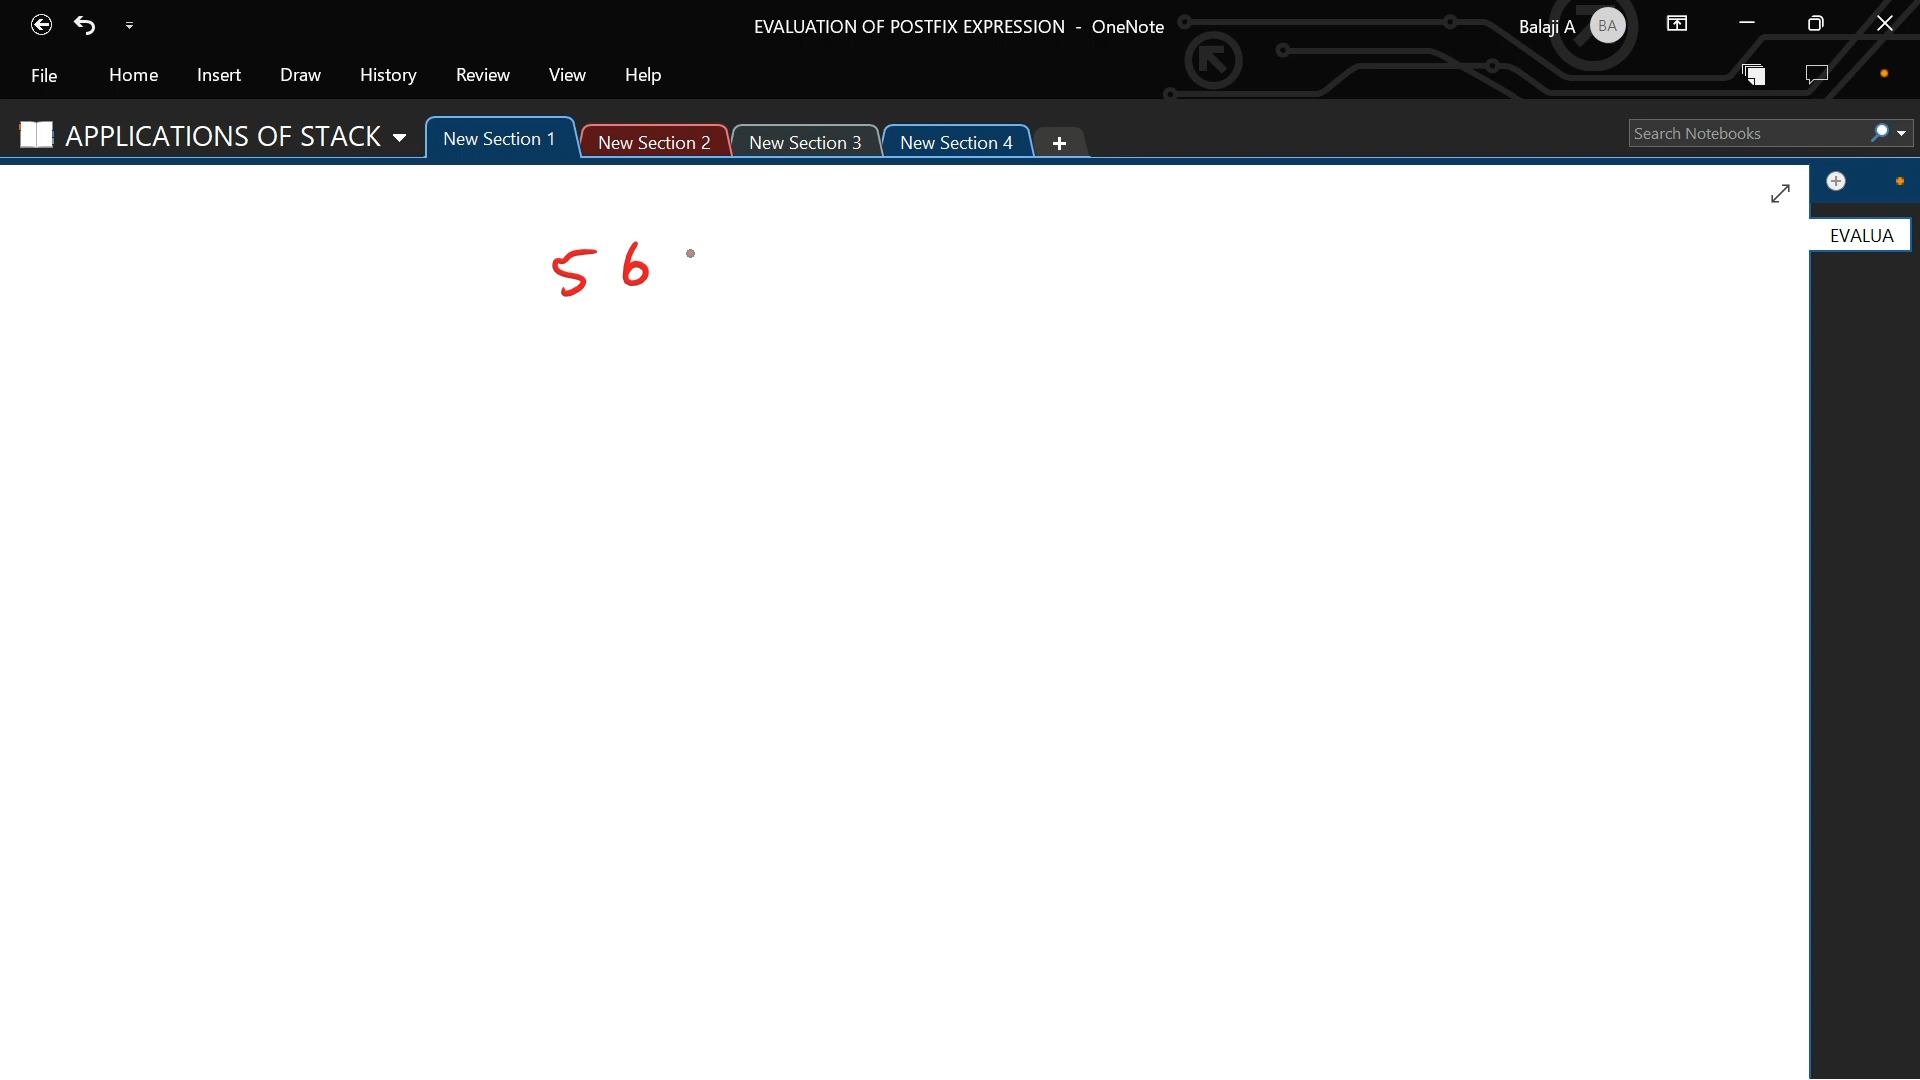 EVALUATION OF POSTFIX EXPRESSION - OneNote
Balaji A BA
File Home Insert Draw History Review View Help
APPLICATIONS OF STACK New Section 1 New Section 2 New Section 3 New Section 4 +
Search Notebooks
EVALUA
5 6